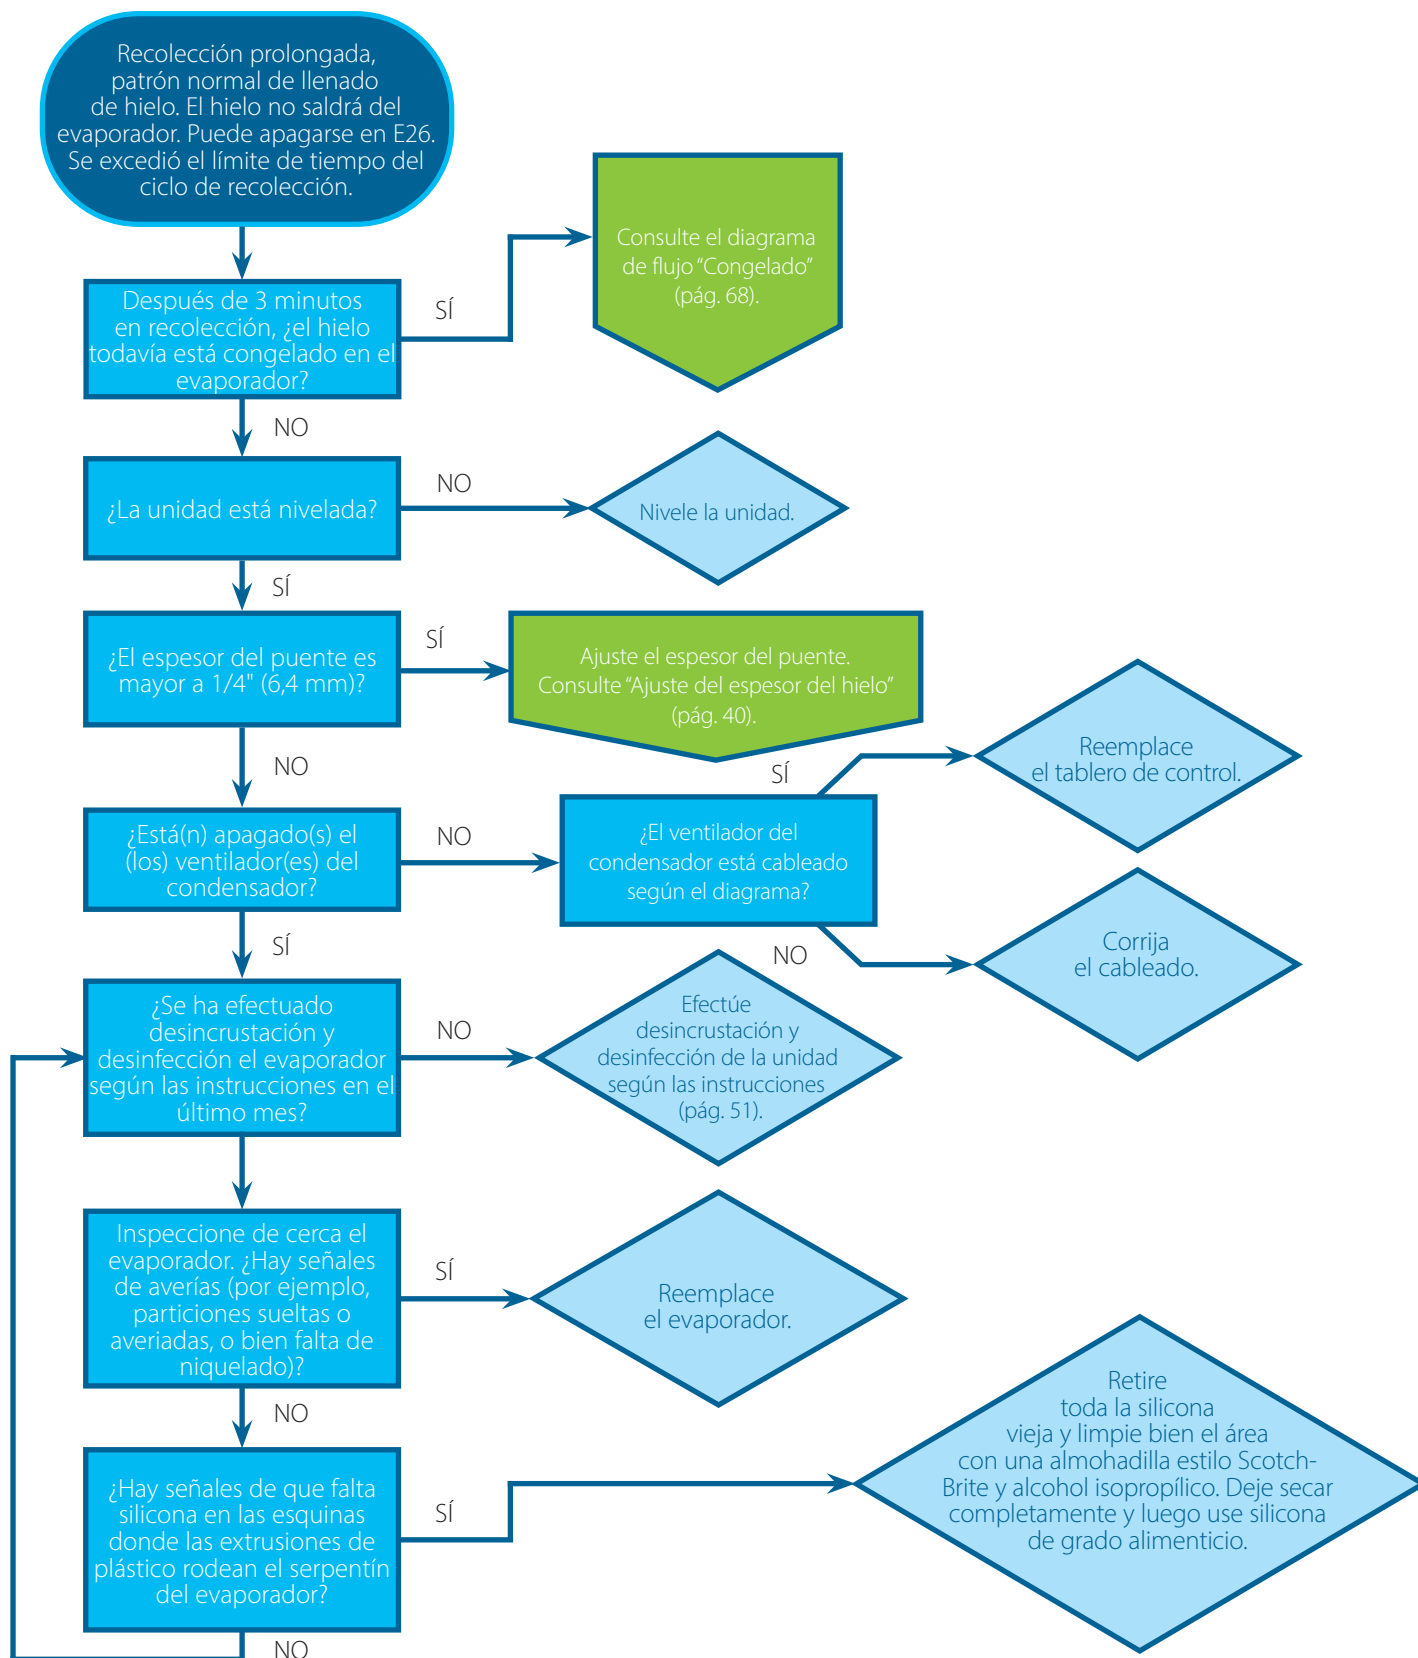 Recolección prolongada,
patrón normal de llenado
de hielo. El hielo no saldrá del
evaporador. Puede apagarse en E26.
Se excedió el límite de tiempo del
ciclo de recolección.
Consulte el diagrama
de flujo “Congelado”
(pág. 68).
Después de 3 minutos
en recolección, ¿el hielo
todavía está congelado en el
evaporador?
SÍ
NO
¿La unidad está nivelada?
NO
Nivele la unidad.
SÍ
¿El espesor del puente es
mayor a 1/4" (6,4 mm)?
SÍ
Ajuste el espesor del puente.
Consulte “Ajuste del espesor del hielo”
(pág. 40).
NO
¿Está(n) apagado(s) el
(los) ventilador(es) del
condensador?
NO
¿El ventilador del
condensador está cableado
según el diagrama?
SÍ
Reemplace
el tablero de control.
NO
Corrija
el cableado.
SÍ
¿Se ha efectuado
desincrustación y
desinfección el evaporador
según las instrucciones en el
último mes?
NO
Efectúe
desincrustación y
desinfección de la unidad
según las instrucciones
(pág. 51).
Inspeccione de cerca el
evaporador. ¿Hay señales
de averías (por ejemplo,
particiones sueltas o
averiadas, o bien falta de
niquelado)?
SÍ
Reemplace
el evaporador.
NO
¿Hay señales de que falta
silicona en las esquinas
donde las extrusiones de
plástico rodean el serpentín
del evaporador?
SÍ
Retire
toda la silicona
vieja y limpie bien el área
con una almohadilla estilo Scotch-
Brite y alcohol isopropílico. Deje secar
completamente y luego use silicona
de grado alimenticio.
NO